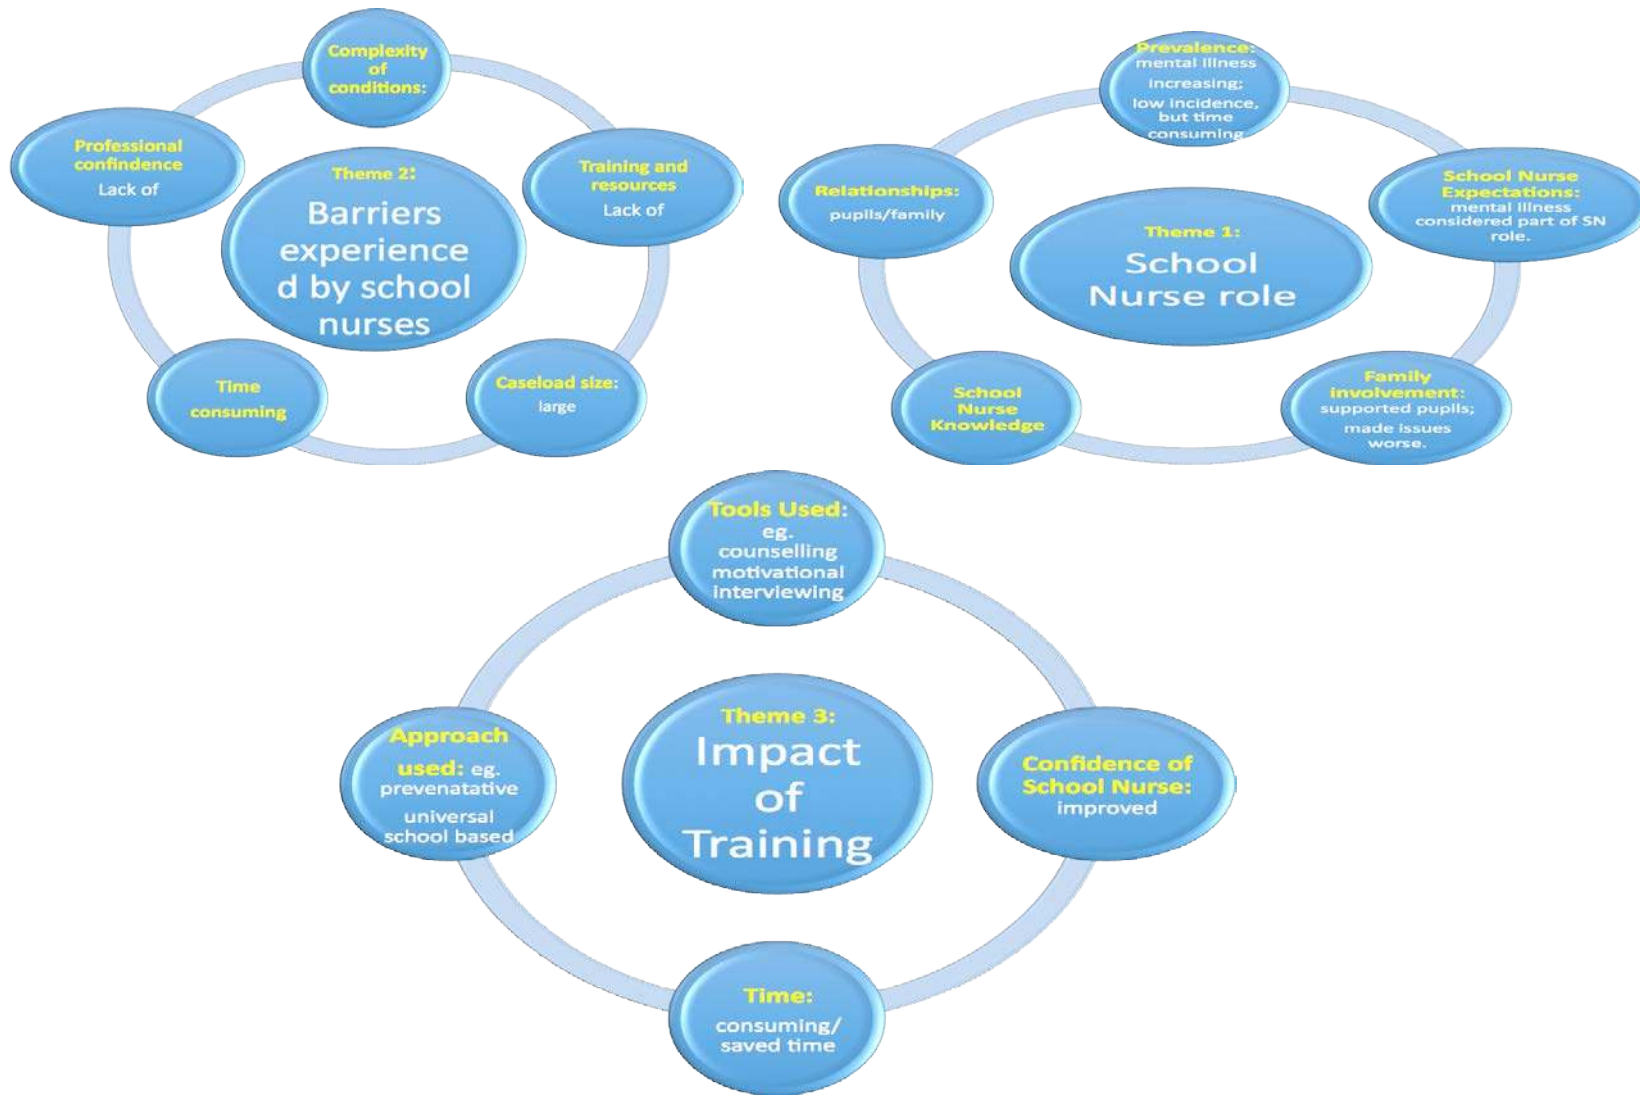 Complexity
of
conditions:
Professional
confindence
Lack of
Theme 2:
Barriers
experience
d by school
nurses
Training and
resources
Lack of
Time
consuming
Caseload size:
large
Prevalence:
mental illness
increasing;
low incidence,
but time
consuming
Relationships:
pupils/family
Theme 1:
School
Nurse role
School Nurse
Expectations:
mental illness
considered part of SN
role.
School
Nurse
Knowledge
Family
involvement:
supported pupils;
made issues
worse.
Tools Used:
eg.
counselling
motivational
interviewing
Approach
used: eg.
prevenatative
universal
school based
Theme 3:
Impact
of
Training
Confidence of
School Nurse:
improved
Time:
consuming/
saved time